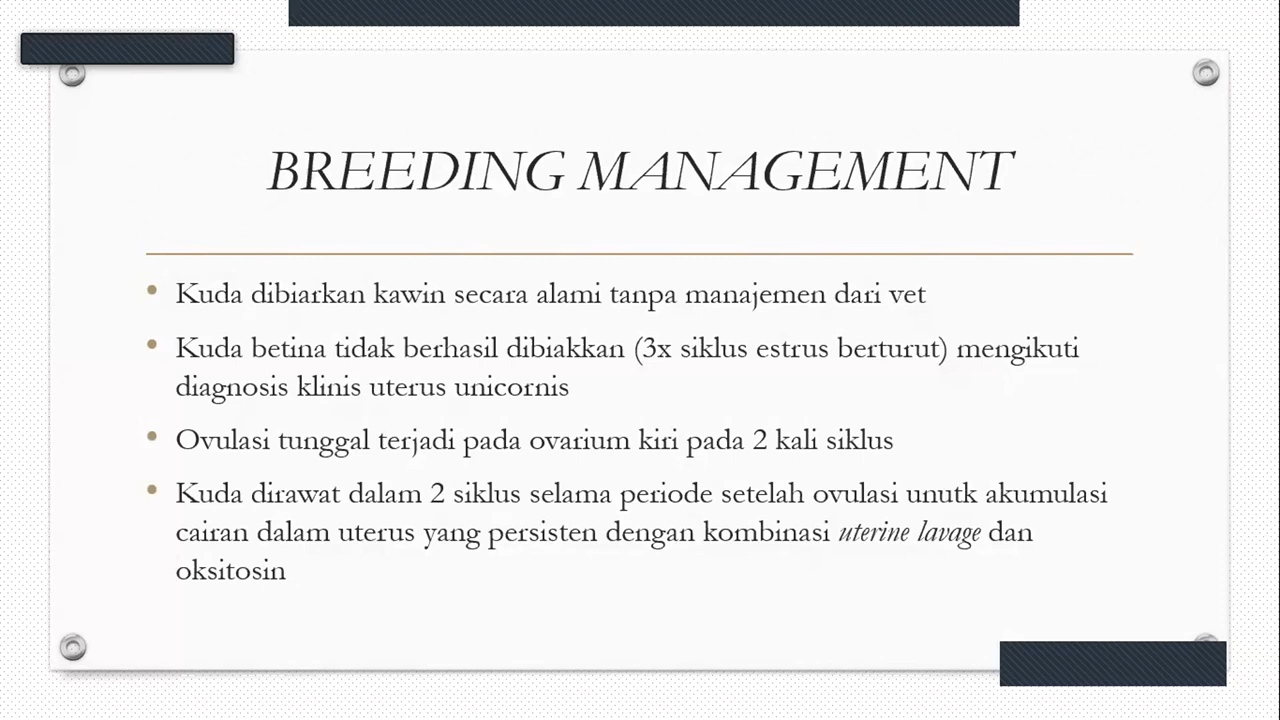 BREEDING MANAGEMENT
• Kuda dibiarkan kawin secara alami tanpa manajemen dari vet
• Kuda betina tidak berhasil dibiakkan (3x siklus estrus berturut) mengikuti
diagnosis klinis uterus unicornis
• Ovulasi tunggal terjadi pada ovarium kiri pada 2 kali siklus
• Kuda dirawat dalam 2 siklus selama periode setelah ovulasi unutk akumulasi
cairan dalam uterus yang persisten dengan kombinasi uterine lavage dan
oksitosin